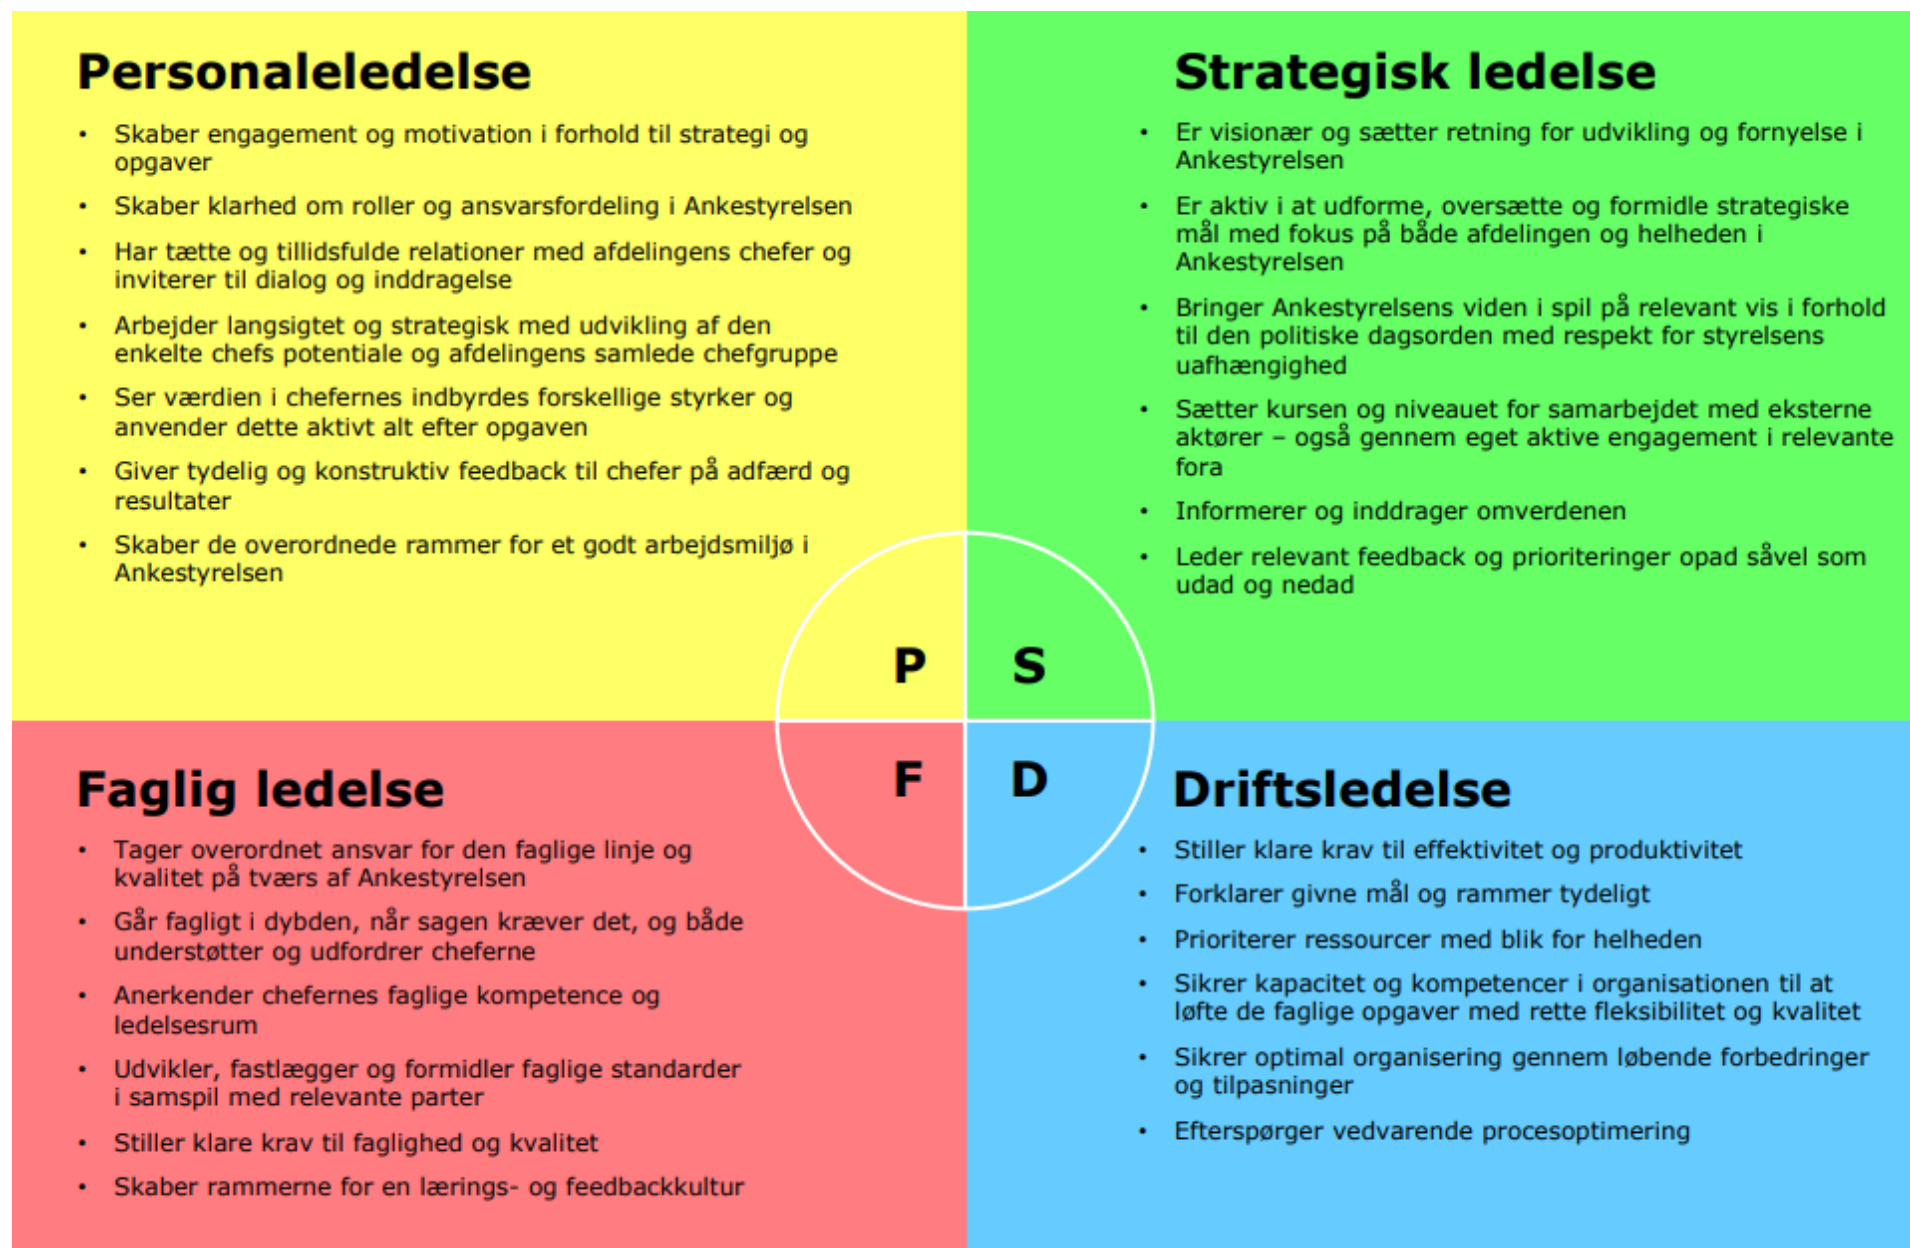 Personaleledelse
• Skaber engagement og motivation i forhold til strategi og
opgaver
• Skaber klarhed om roller og ansvarsfordeling i Ankestyrelsen
• Har tætte og tillidsfulde relationer med afdelingens chefer og
inviterer til dialog og inddragelse
• Arbejder langsigtet og strategisk med udvikling af den
enkelte chefs potentiale og afdelingens samlede chefgruppe
• Ser værdien i chefernes indbyrdes forskellige styrker og
anvender dette aktivt alt efter opgaven
• Giver tydelig og konstruktiv feedback til chefer på adfærd og
resultater
• Skaber de overordnede rammer for et godt arbejdsmiljø i
Ankestyrelsen
Strategisk ledelse
• Er visionær og sætter retning for udvikling og fornyelse i
Ankestyrelsen
• Er aktiv i at udforme, oversætte og formidle strategiske
mål med fokus på både afdelingen og helheden i
Ankestyrelsen
• Bringer Ankestyrelsens viden i spil på relevant vis i forhold
til den politiske dagsorden med respekt for styrelsens
uafhængighed
• Sætter kursen og niveauet for samarbejdet med eksterne
aktører – også gennem eget aktive engagement i relevante
fora
• Informerer og inddrager omverdenen
• Leder relevant feedback og prioriteringer opad såvel som
udad og nedad
P S
F D
Faglig ledelse
• Tager overordnet ansvar for den faglige linje og
kvalitet på tværs af Ankestyrelsen
• Går fagligt i dybden, når sagen kræver det, og både
understøtter og udfordrer cheferne
• Anerkender chefernes faglige kompetence og
ledelsesrum
• Udvikler, fastlægger og formidler faglige standarder
i samspil med relevante parter
• Stiller klare krav til faglighed og kvalitet
• Skaber rammerne for en lærings- og feedbackkultur
Driftsledelse
• Stiller klare krav til effektivitet og produktivitet
• Forklarer givne mål og rammer tydeligt
• Prioriterer ressourcer med blik for helheden
• Sikrer kapacitet og kompetencer i organisationen til at
løfte de faglige opgaver med rette fleksibilitet og kvalitet
• Sikrer optimal organisering gennem løbende forbedringer
og tilpasninger
• Efterspørger vedvarende procesoptimering